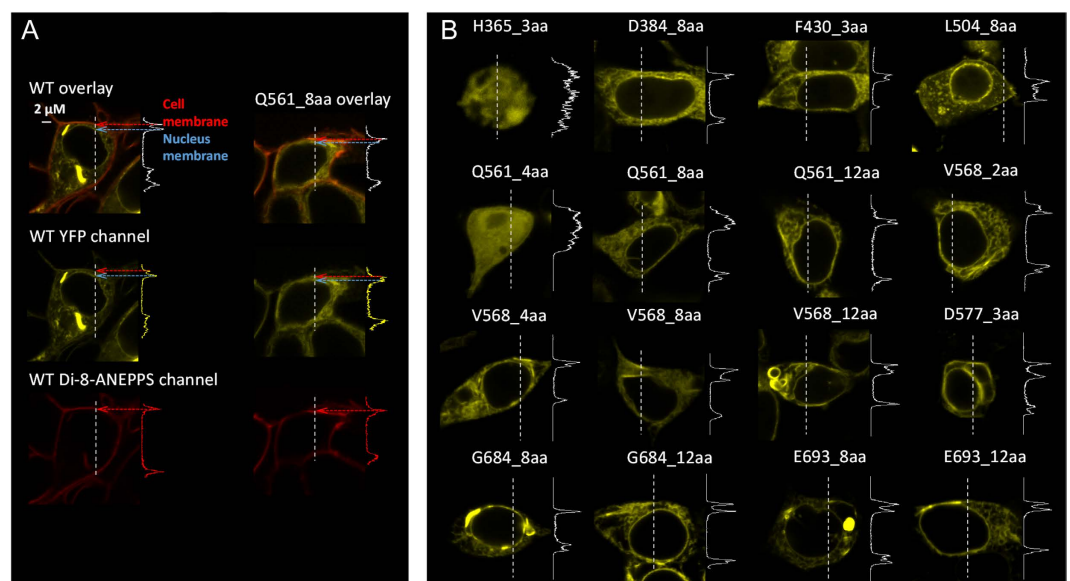 A
WT overlay
2 µM
Cell
membrane
Nucleus
membrane
Q561_8aa overlay
WT YFP channel
WT Di-8-ANEPPS channel
B
H365_3aa
D384_8aa
F430_3aa
L504_8aa
Q561_4aa
Q561_8aa
Q561_12aa
V568_2aa
V568_4aa
V568_8aa
V568_12aa
D577_3aa
G684_8aa
G684_12aa
E693_8aa
E693_12aa